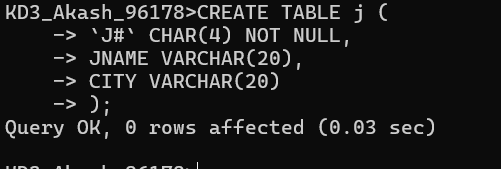 KD3_Akash_96178>CREATE TABLE j (
    -> `J#` CHAR(4) NOT NULL,
    -> JNAME VARCHAR(20),
    -> CITY VARCHAR(20)
    -> );
Query OK, 0 rows affected (0.03 sec)
KD3_Akash_96178>